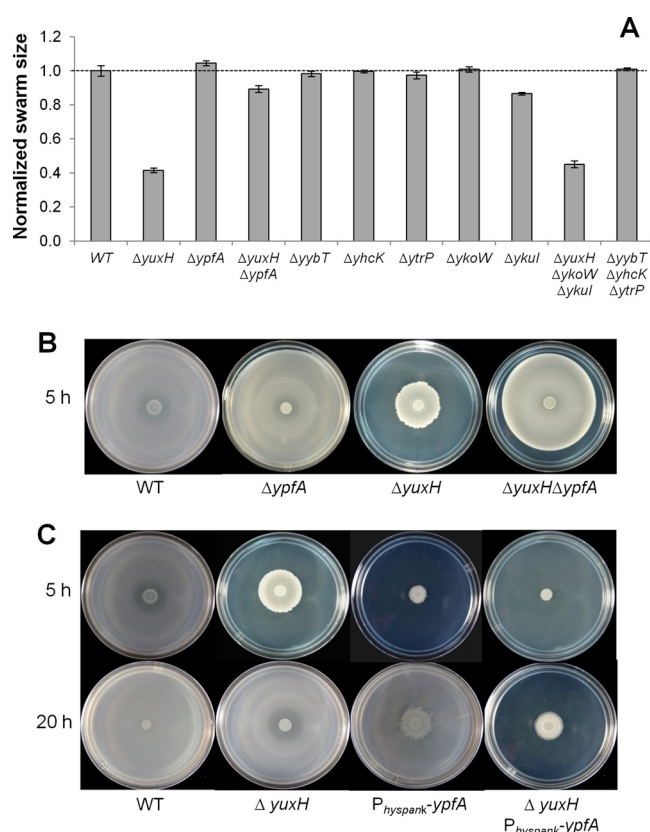 A
Normalized swarm size
1.2
1.0
0.8
0.6
0.4
0.2
0.0
WT
ΔyuxH
ΔypfA
ΔyuxH
ΔypfA
ΔyybT
ΔyhcK
ΔytrP
ΔykoW
ΔykuI
ΔyuxH
ΔykoW
ΔykuI
ΔyybT
ΔyhcK
ΔytrP
B
5 h
WT
ΔypfA
ΔyuxH
ΔyuxHΔypfA
C
5 h
20 h
WT
Δ yuxH
Physpank-ypfA
Δ yuxH
Physpank-ypfA